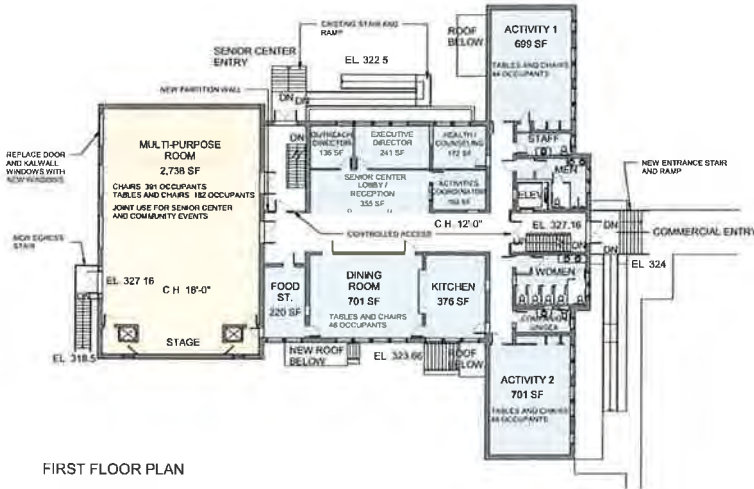 EXISTING STAIR AND
RAMP
ROOF
BELOW
ACTIVITY 1
699 SF
TABLES AND CHAIRS
44 OCCUPANTS
SENIOR CENTER
ENTRY
EL 322.5
NEW PARTITION WALL
DN
DN
DN
REPLACE DOOR
AND KALWALL
WINDOWS WITH
NEW WINDOWS
MULTI-PURPOSE
ROOM
2,738 SF
CHAIRS 391 OCCUPANTS
TABLES AND CHAIRS 182 OCCUPANTS
JOINT USE FOR SENIOR CENTER
AND COMMUNITY EVENTS
OUTREACH
DIRECTOR
136 SF
EXECUTIVE
DIRECTOR
241 SF
HEALTH /
COUNSELING
172 SF
STAFF
MEN
NEW ENTRANCE STAIR
AND RAMP
SENIOR CENTER
LOBBY /
RECEPTION
355 SF
ACTIVITIES
COORDINATOR
ELEV
C H 12'-0"
CONTROLLED ACCESS
EL 327.16
DN
DN
DN
COMMERCIAL ENTRY
EL 324
NEW EGRESS
STAIR
EL 327 16
C H 18'-0"
FOOD
ST.
220 SF
DINING
ROOM
701 SF
TABLES AND CHAIRS
46 OCCUPANTS
KITCHEN
376 SF
WOMEN
UNISEX
STAGE
EL 318.5
NEW ROOF
BELOW
EL 323.66
ROOF
BELOW
ACTIVITY 2
701 SF
TABLES AND CHAIRS
FIRST FLOOR PLAN